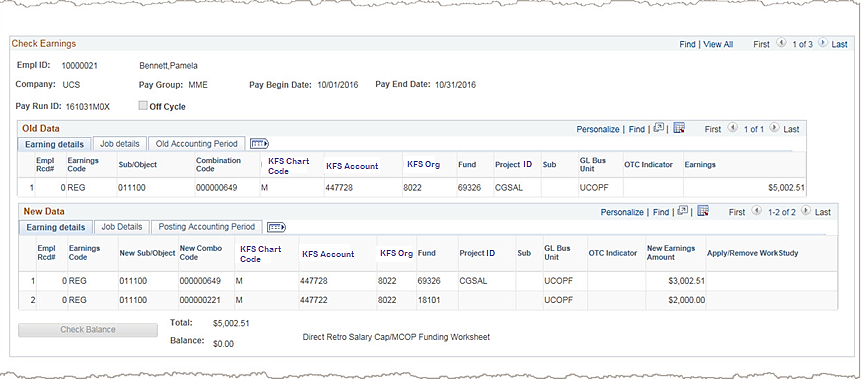 Check Earnings Find | View All First 1 of 3 Last
Empl ID: 10000021 Bennett,Pamela
Company: UCS Pay Group: MME Pay Begin Date: 10/01/2016 Pay End Date: 10/31/2016
Pay Run ID: 161031M0X Off Cycle
Old Data Personalize | Find | First 1 of 1 Last
Earning details Job details Old Accounting Period
Empl Rcd# Earnings Code Sub/Object Combination Code KFS Chart Code KFS Account KFS Org Fund Project ID Sub GL Bus Unit OTC Indicator Earnings
1 0 REG 011100 000000649 M 447728 8022 69326 CGSAL UCOPF $5,002.51
New Data Personalize | Find | First 1-2 of 2 Last
Earning details Job Details Posting Accounting Period
Empl Rcd# Earnings Code New Sub/Object New Combo Code KFS Chart Code KFS Account KFS Org Fund Project ID Sub GL Bus Unit OTC Indicator New Earnings Amount Apply/Remove WorkStudy
1 0 REG 011100 000000649 M 447728 8022 69326 CGSAL UCOPF $3,002.51
2 0 REG 011100 000000221 M 447722 8022 18101 UCOPF $2,000.00
Check Balance Total: $5,002.51
Balance: $0.00 Direct Retro Salary Cap/MCOP Funding Worksheet